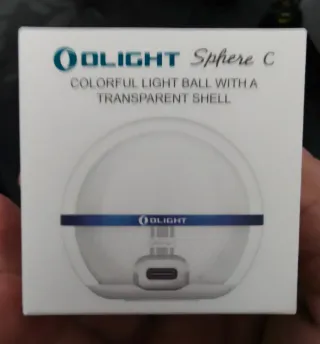 OLIGHT Sphere C
COLORFUL LIGHT BALL WITH A
TRANSPARENT SHELL
OLIGHT